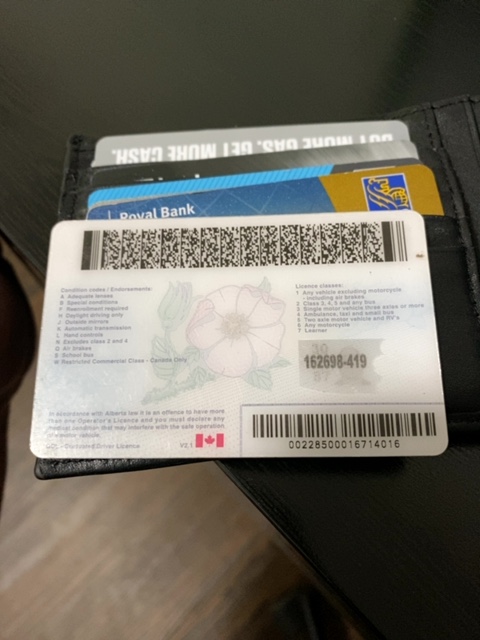 BUY MORE GAS. GET MORE CASH.
Royal Bank
RBC
Condition codes / Endorsements:
A Adequate lenses
Special conditions
required
Daylight driving only
J Outside mirrors
K Automatic transmission
L Hand controls
N Excludes class 2 and 4
Q Air brakes
S School bus
W Restricted Commercial Class - Canada Only
Licence classes:
1 Any vehicle excluding motorcycle
- including air brakes.
2 Class 3, 4, 5 and any bus
3 Single motor vehicle three axles or more
4 Ambulance, taxi and small bus
5 Two axle motor vehicle and RV's
6 Any motorcycle
7 Learner
162698-419
In accordance with Alberta law it is an offence to have more
than one Operator's Licence and you must declare any
medical condition that may interfere with the safe operation
of a motor vehicle.
Driver Licence V2.1
00228500016714016